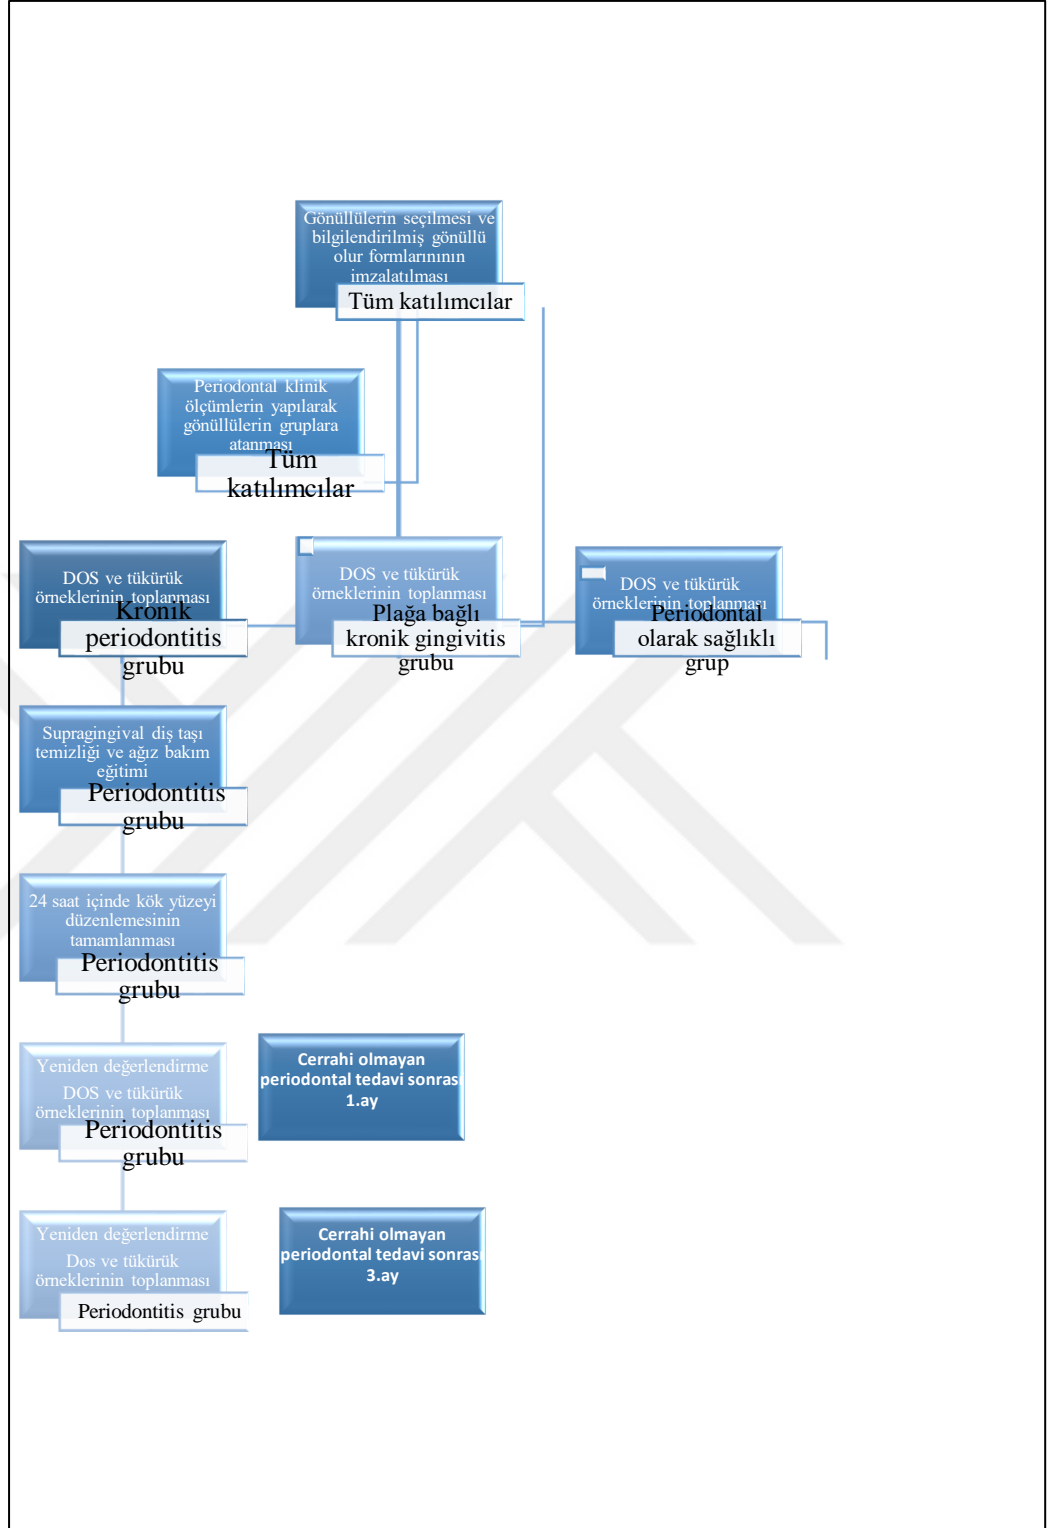 Gönüllülerin seçilmesi ve
bilgilendirilmiş gönüllü
olur formlarınının
imzalatılması
Tüm katılımcılar
Periodontal klinik
ölçümlerin yapılarak
gönüllülerin gruplara
atanması
Tüm
katılımcılar
DOS ve tükürük
örneklerinin toplanması
Kronik
periodontitis
grubu
DOS ve tükürük
örneklerinin toplanması
Plağa bağlı
kronik gingivitis
grubu
DOS ve tükürük
örneklerinin toplanması
Periodontal
olarak sağlıklı
grup
Supragingival diş taşı
temizliği ve ağız bakım
eğitimi
Periodontitis
grubu
24 saat içinde kök yüzeyi
düzenlemesinin
tamamlanması
Periodontitis
grubu
Yeniden değerlendirme
DOS ve tükürük
örneklerinin toplanması
Periodontitis
grubu
Cerrahi olmayan
periodontal tedavi sonrası
1.ay
Yeniden değerlendirme
Dos ve tükürük
örneklerinin toplanması
Periodontitis grubu
Cerrahi olmayan
periodontal tedavi sonrası
3.ay